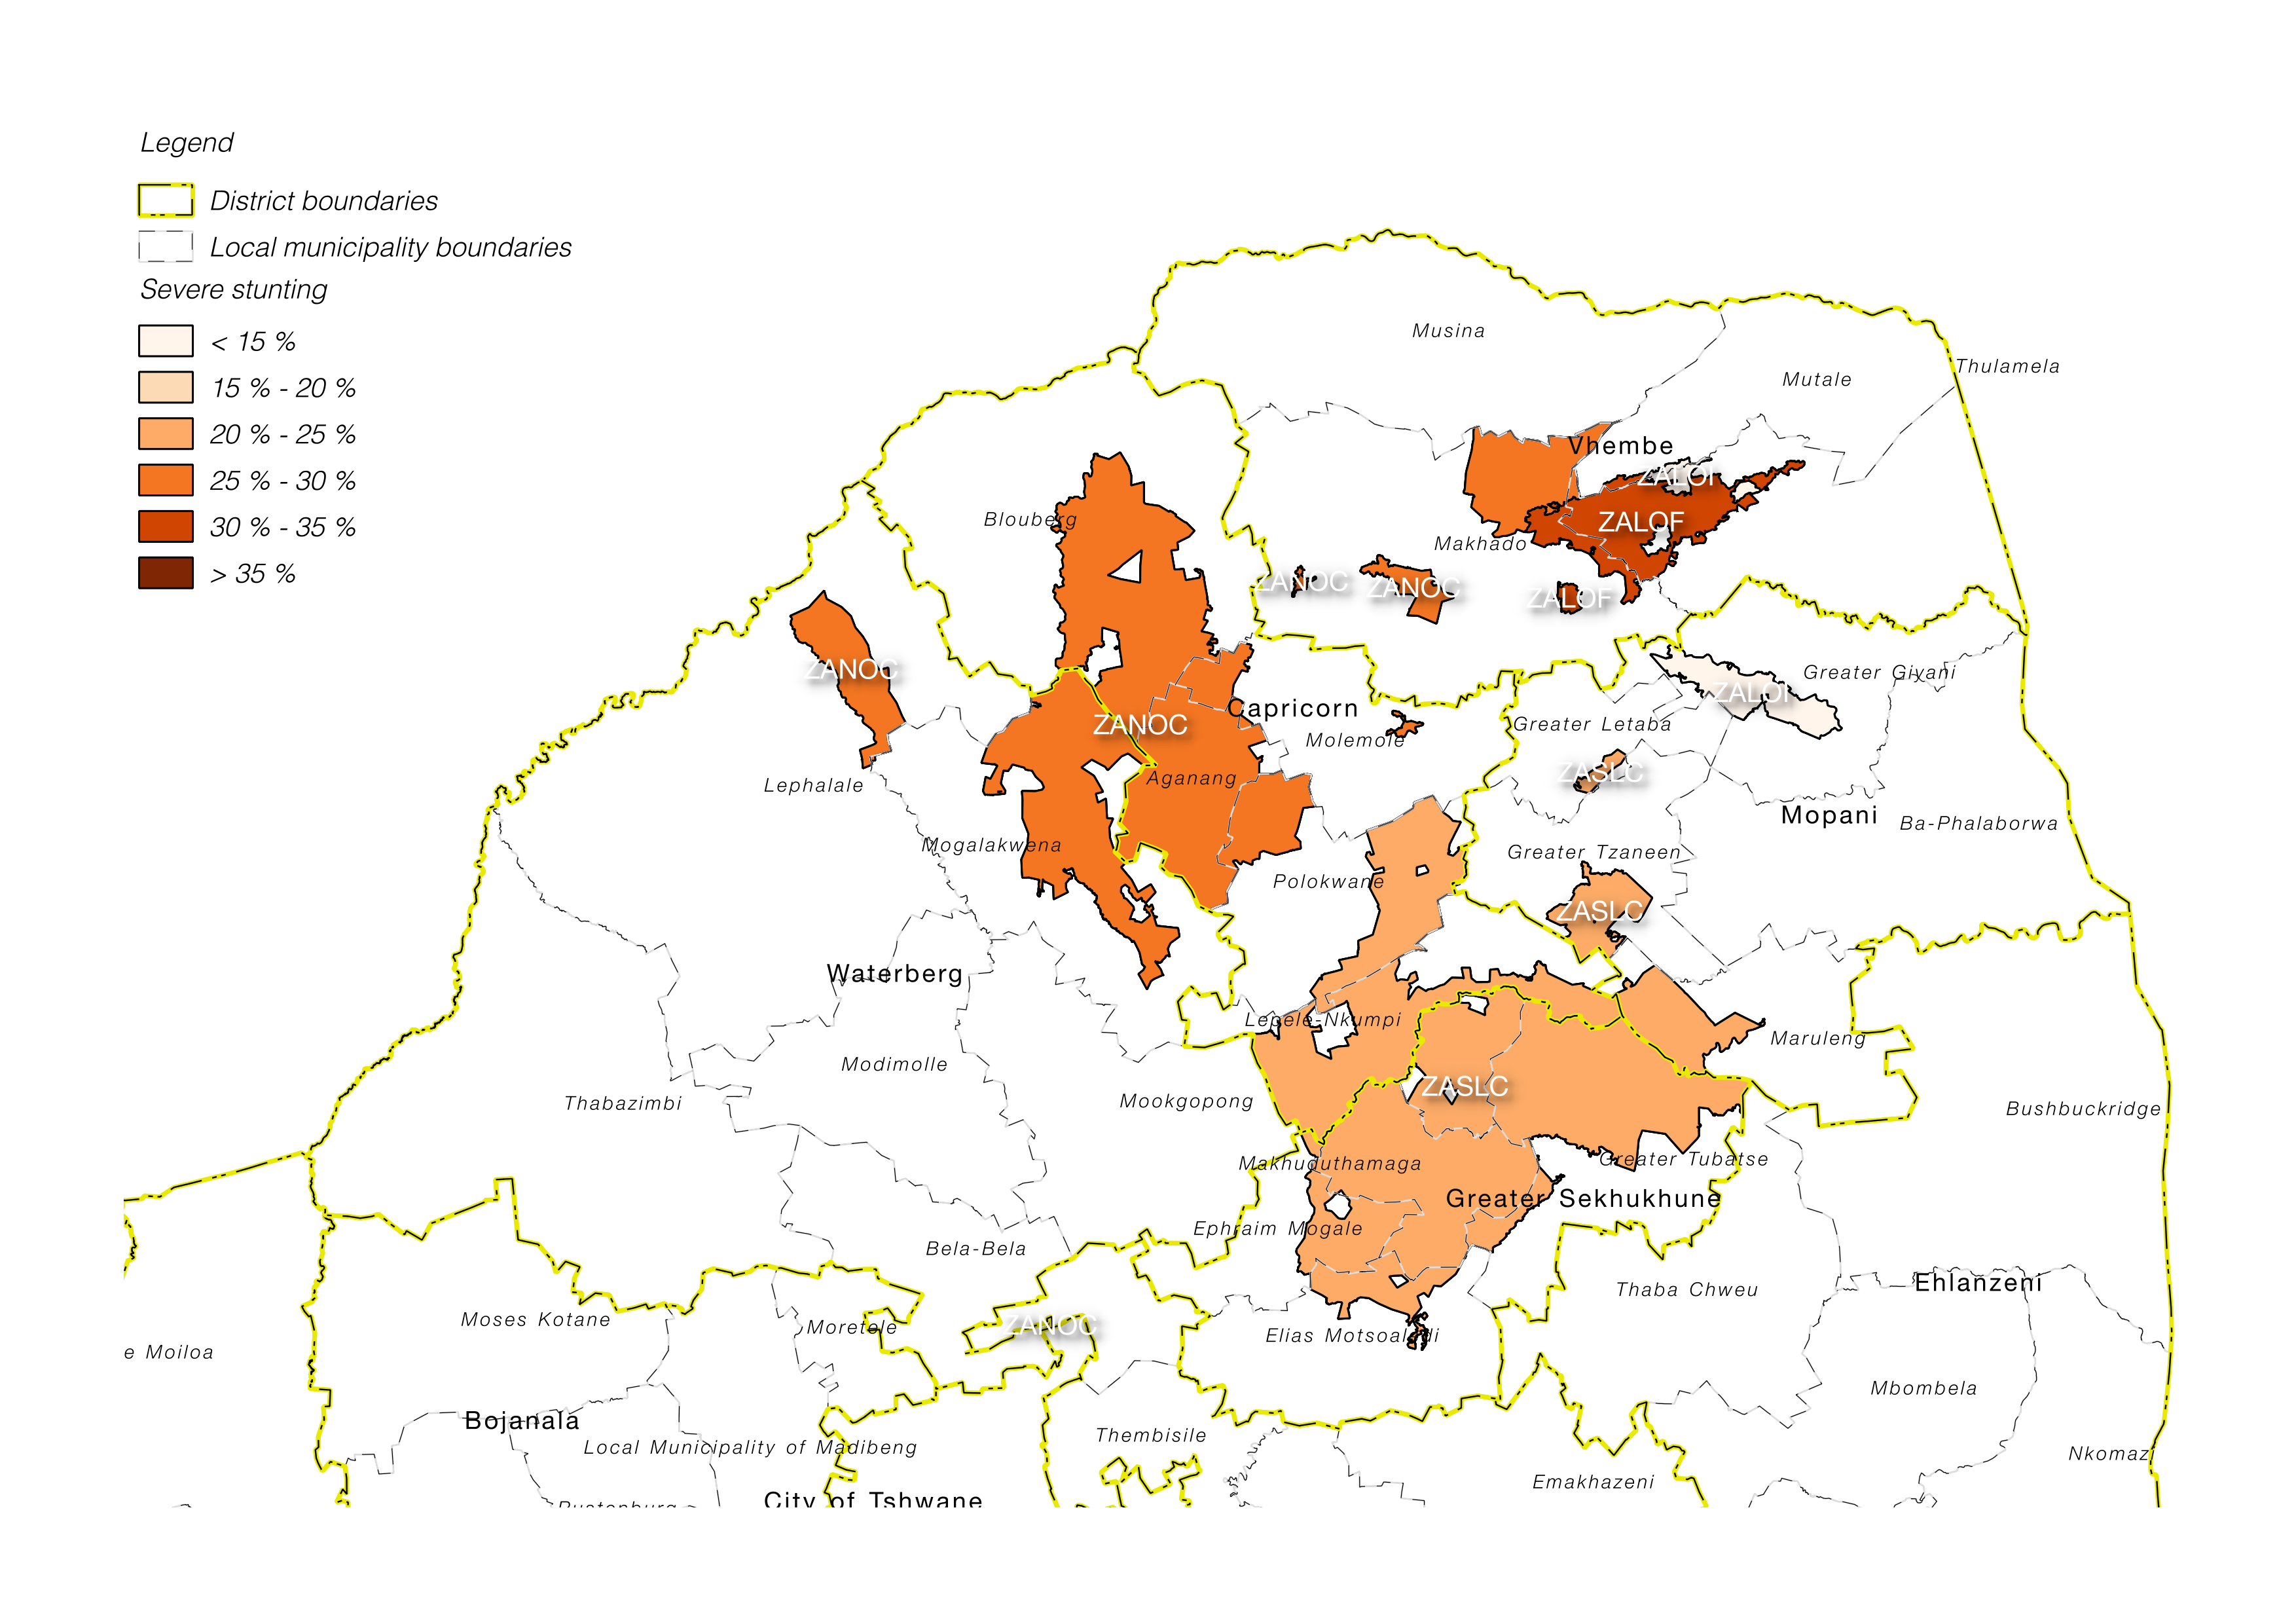 Legend
District boundaries
Local municipality boundaries
Severe stunting
< 15 %
15 % - 20 %
20 % - 25 %
25 % - 30 %
30 % - 35 %
> 35 %
Musina
Thulamela
Mutale
Vhembe
ZALOI
Blouberg
ZALOF
Makhado
ZANOC
ZANOC
ZALOF
ZANOC
Greater Giyani
ZALOI
Capricorn
ZANOC
Greater Letaba
Molemole
ZASLC
Aganang
Lephalale
Mopani
Ba-Phalaborwa
Mogalakwena
Greater Tzaneen
Polokwane
ZASLC
Waterberg
Lepele-Nkumpi
Maruleng
Modimolle
ZASLC
Thabazimbi
Mookgopong
Bushbuckridge
Makhuduthamaga
Greater Tubatse
Greater Sekhukhune
Ephraim Mogale
Bela-Bela
Thaba Chweu
Ehlanzeni
Moses Kotane
Moretele
ZANOC
Elias Motsoaledi
e Moiloa
Mbombela
Bojanala
Thembisile
Local Municipality of Madibeng
Nkomazi
Emakhazeni
City of Tshwane
Rustenburg